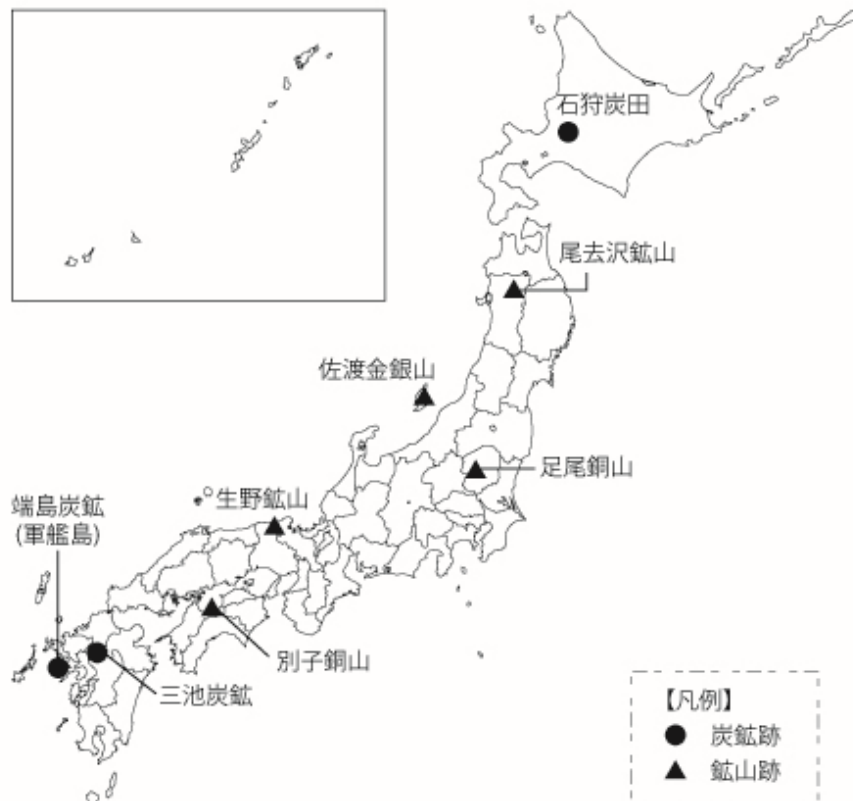 石狩炭田
尾去沢鉱山
佐渡金銀山
足尾銅山
生野鉱山
端島炭鉱
(軍艦島)
別子銅山
三池炭鉱
【凡例】
● 炭鉱跡
▲ 鉱山跡